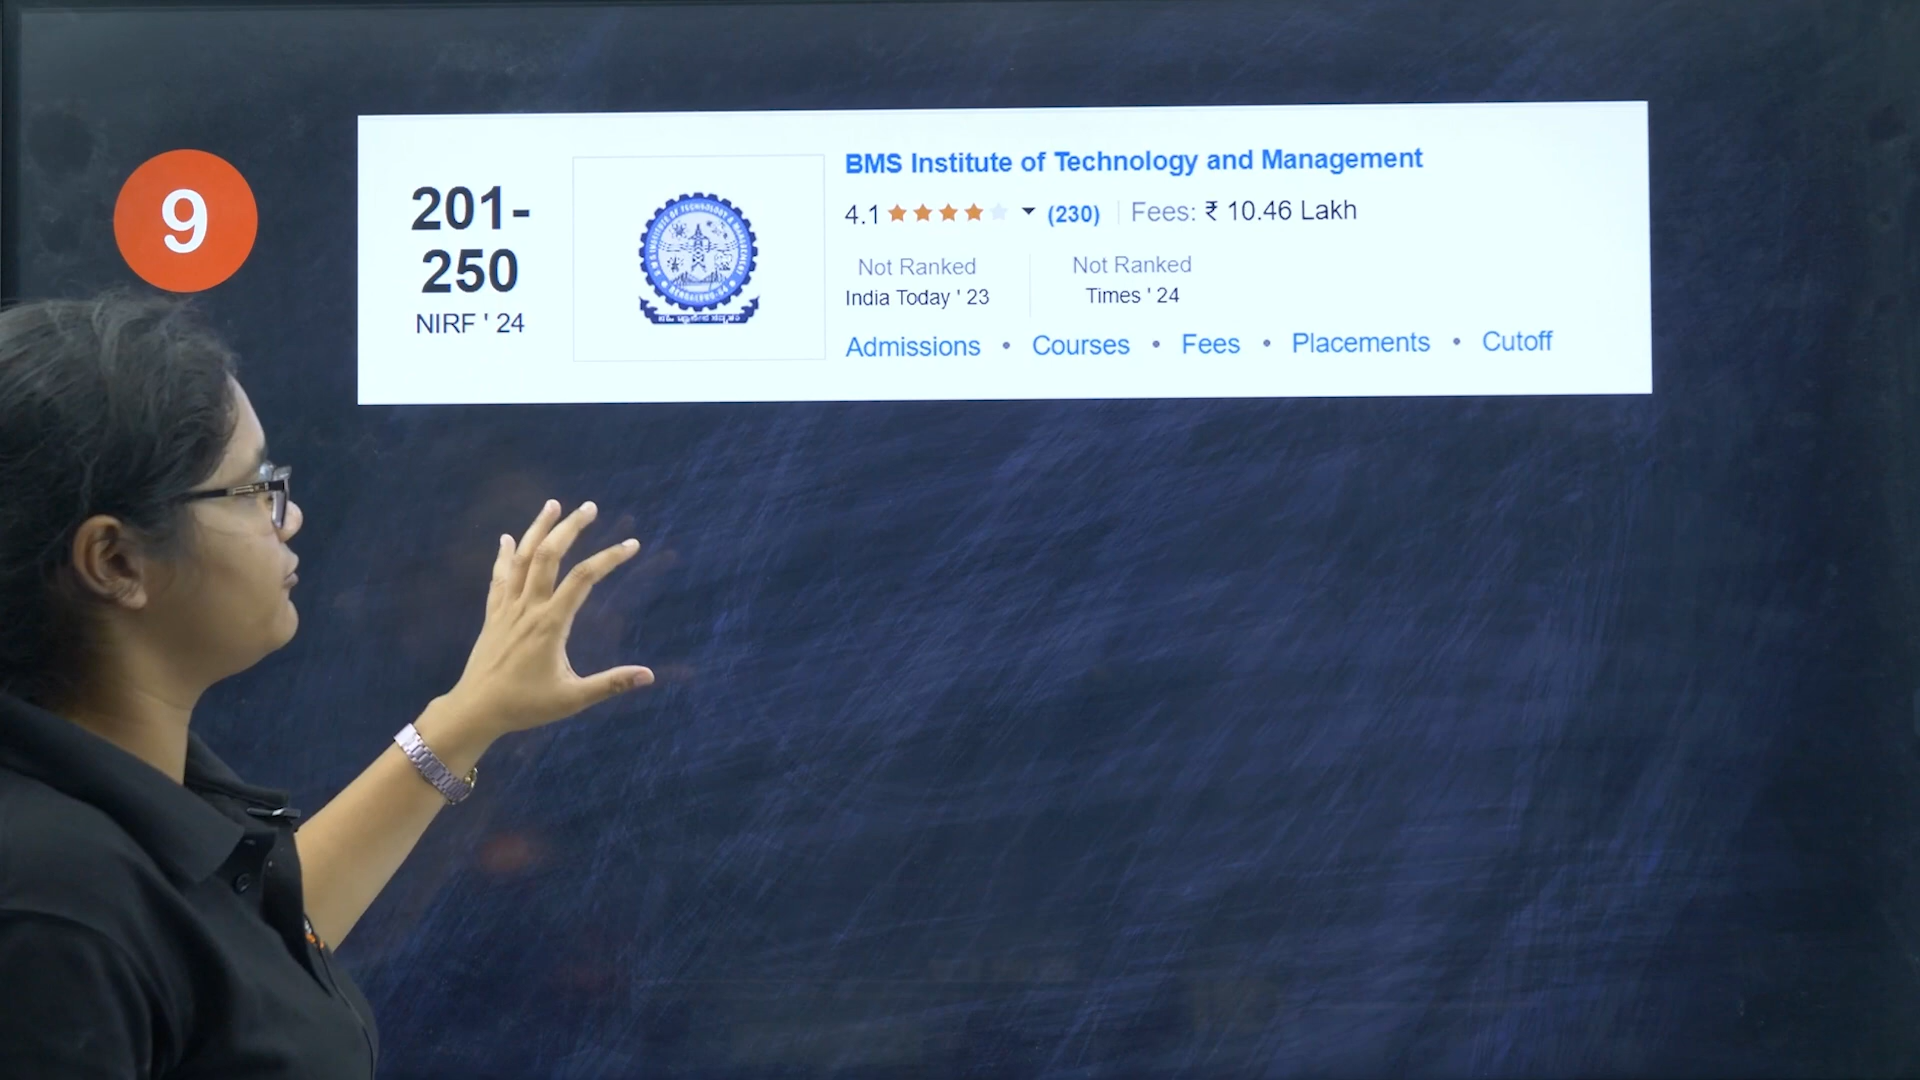 9
201-
250
NIRF ' 24
BMS Institute of Technology and Management
4.1 (230) Fees: ₹ 10.46 Lakh
Not Ranked
India Today ' 23
Not Ranked
Times ' 24
Admissions • Courses • Fees • Placements • Cutoff